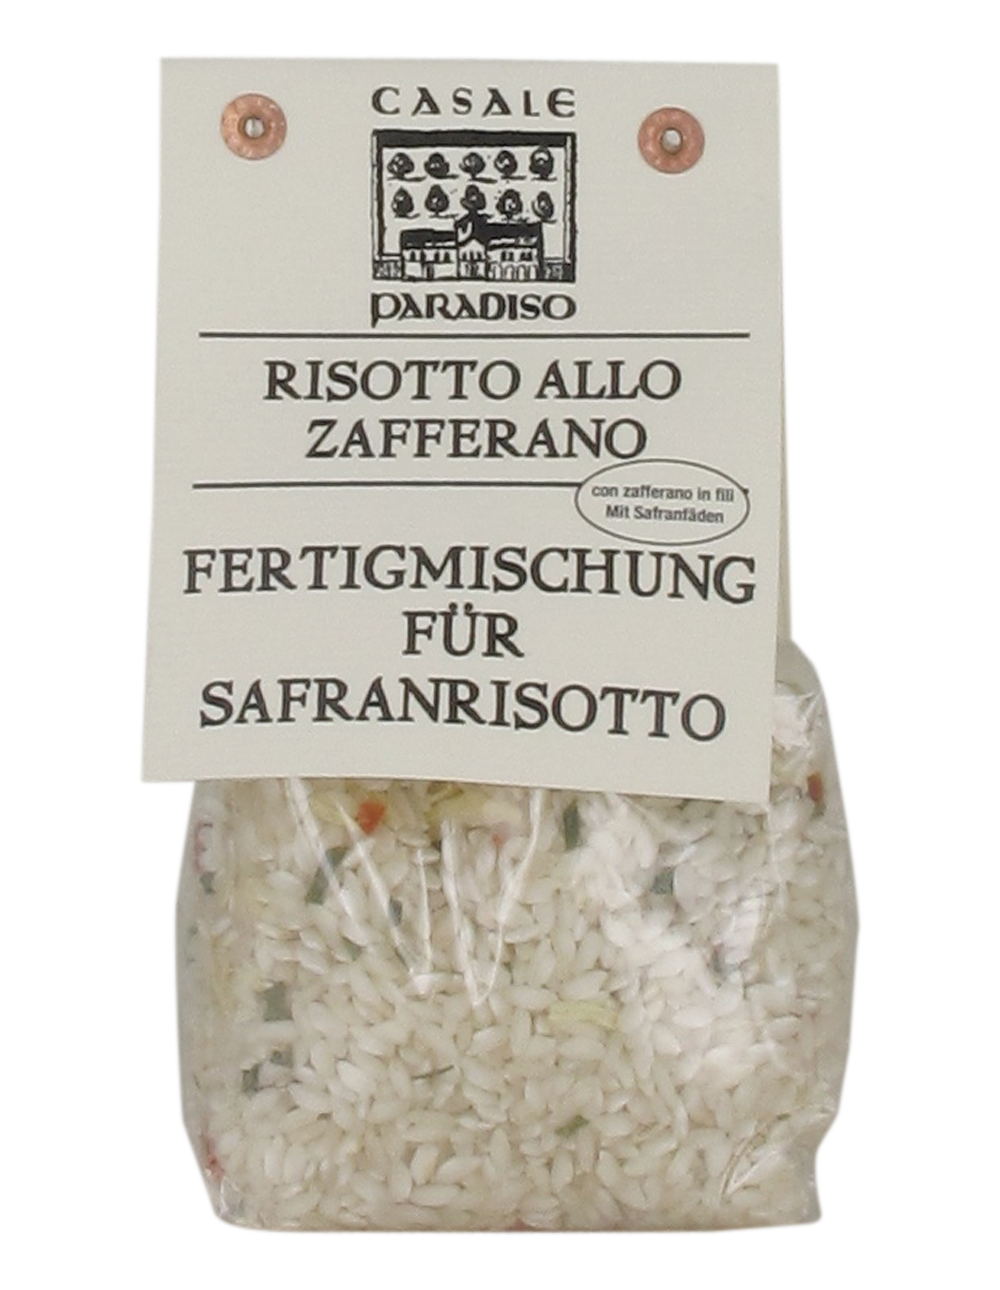 CASALE
PARADISO
RISOTTO ALLO
ZAFFERANO
con zafferano in fili
Mit Safranfäden
FERTIGMISCHUNG
FÜR
SAFRANRISOTTO